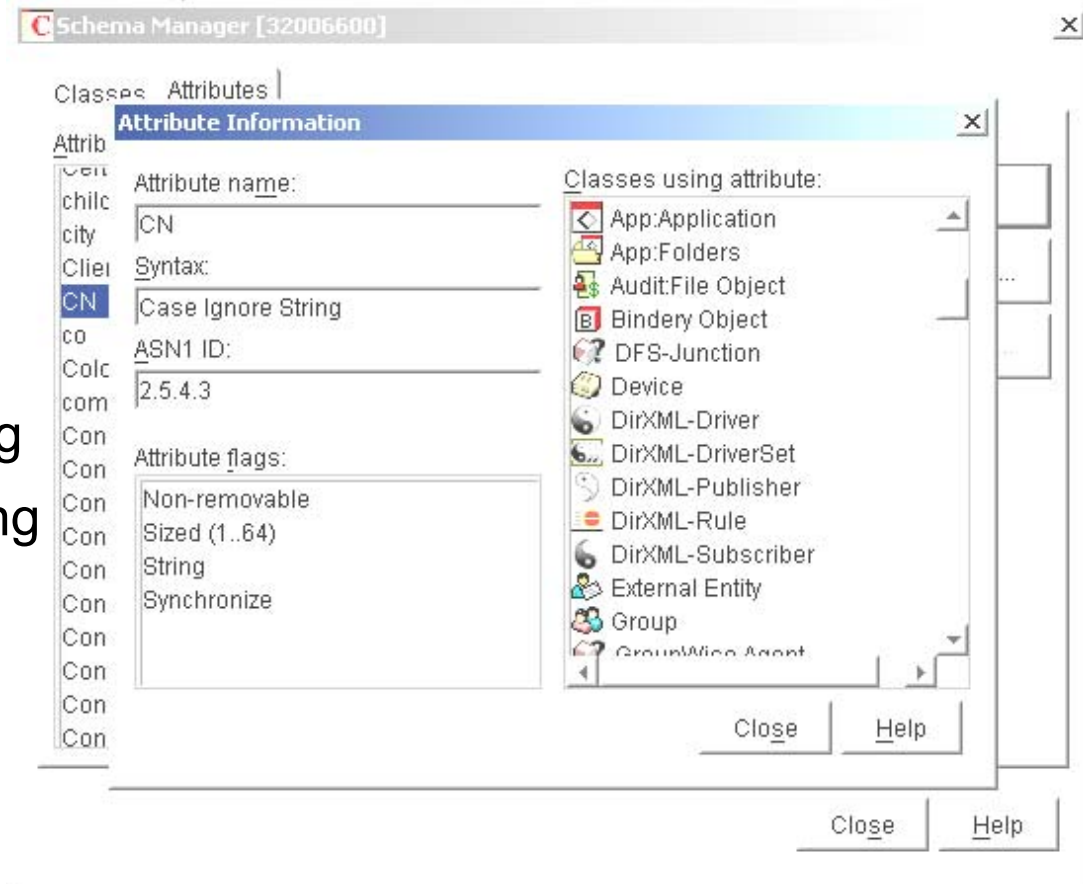 Schema Manager [32006600]
Classes Attributes
Attrib
city
CN
co
com
Con
Con
Con
Con
Con
Con
Con
Con
Con
Con
Attribute Information
Attribute name:
CN
Syntax:
Case Ignore String
ASN1 ID:
2.5.4.3
Attribute flags:
Non-removable
Sized (1..64)
String
Synchronize
Classes using attribute:
App:Application
App:Folders
Audit:File Object
Bindery Object
DFS-Junction
Device
DirXML-Driver
DirXML-DriverSet
DirXML-Publisher
DirXML-Rule
DirXML-Subscriber
External Entity
Group
GroupWise Agent
Close Help
Close Help